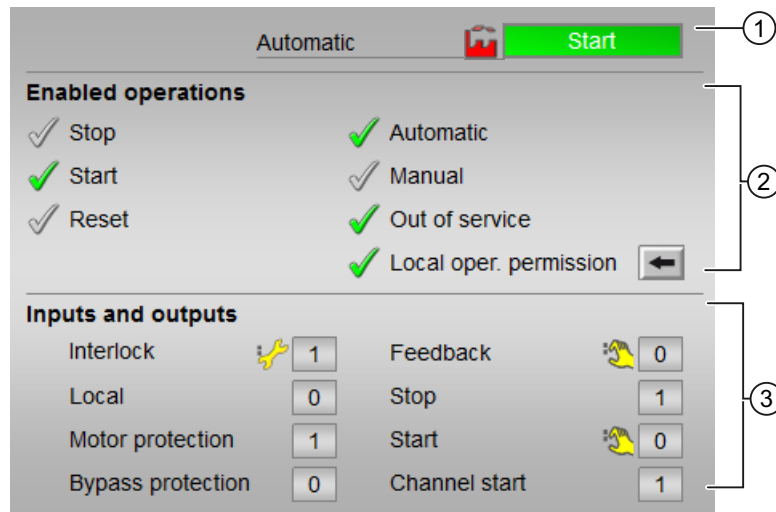 Automatic Start 1
Enabled operations
Stop Automatic
Start Manual 2
Reset Out of service
Local oper. permission
Inputs and outputs
Interlock 1 Feedback 0
Local 0 Stop 1 3
Motor protection 1 Start 0
Bypass protection 0 Channel start 1